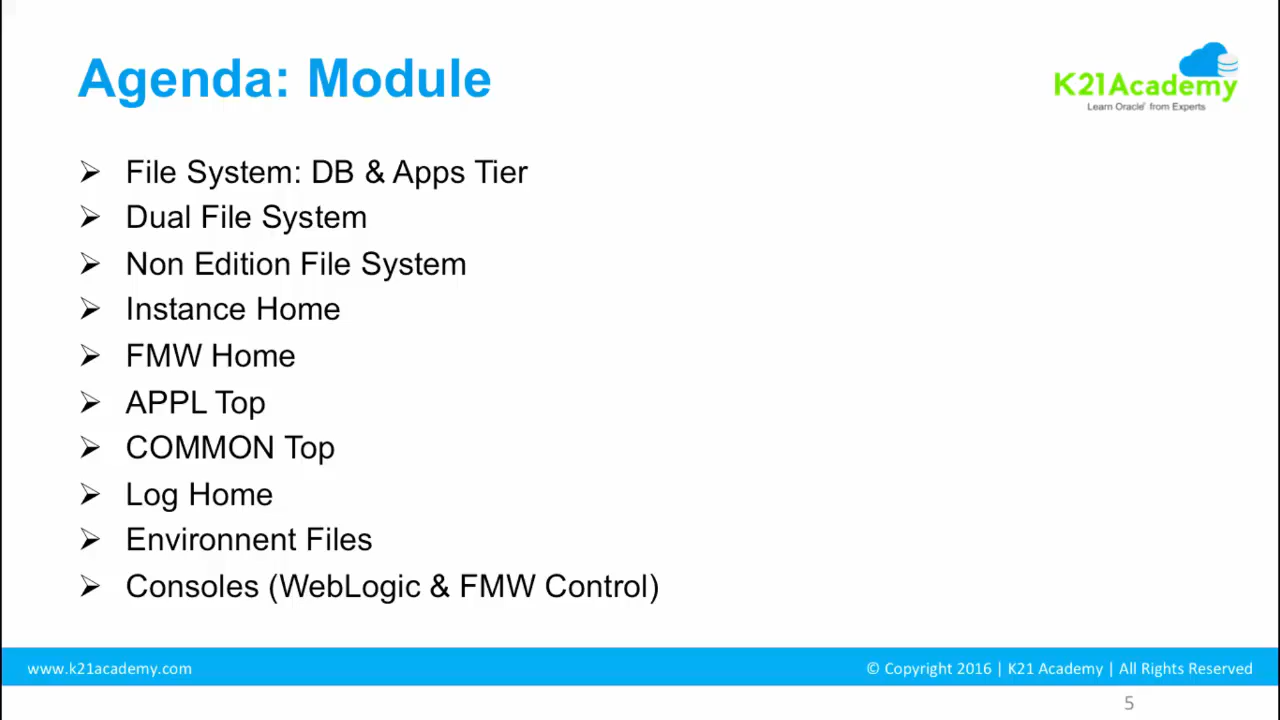 Agenda: Module
K21Academy
Learn Oracle' from Experts
➢ File System: DB & Apps Tier
➢ Dual File System
➢ Non Edition File System
➢ Instance Home
➢ FMW Home
➢ APPL Top
➢ COMMON Top
➢ Log Home
➢ Environnent Files
➢ Consoles (WebLogic & FMW Control)
www.k21academy.com
© Copyright 2016 | K21 Academy | All Rights Reserved
5